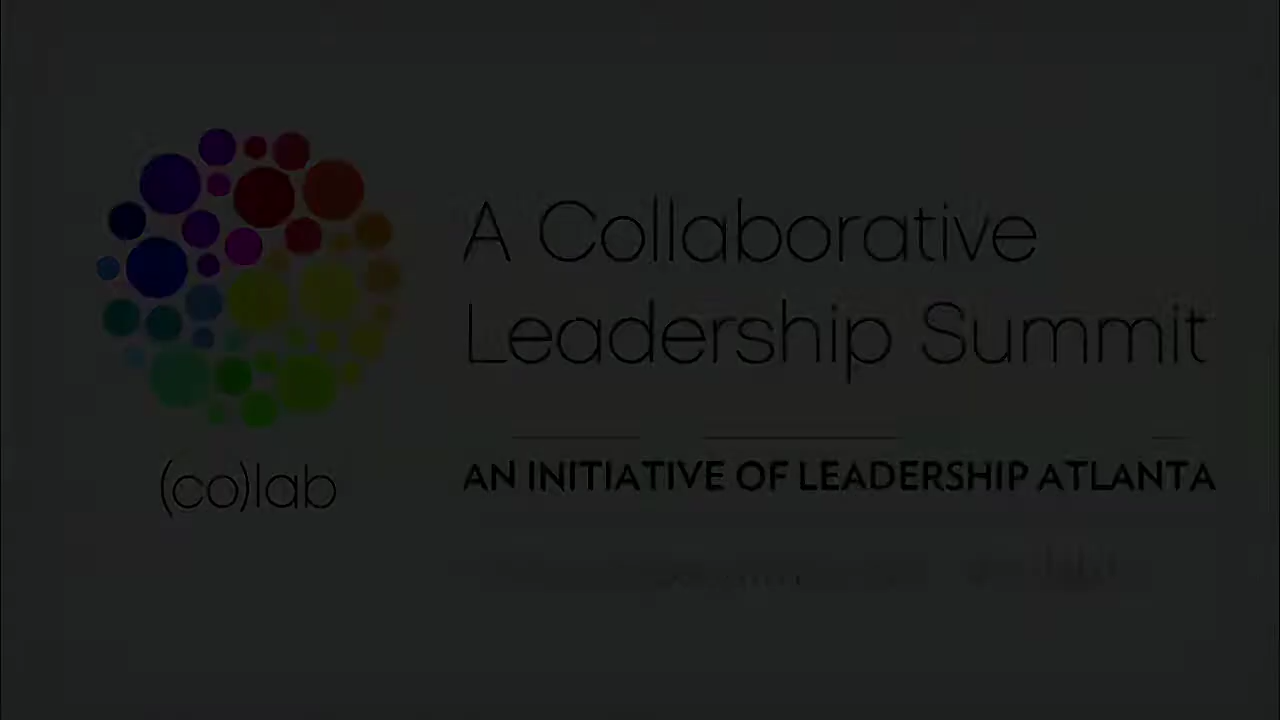 A Collaborative
Leadership Summit
AN INITIATIVE OF LEADERSHIP ATLANTA
(co)lab